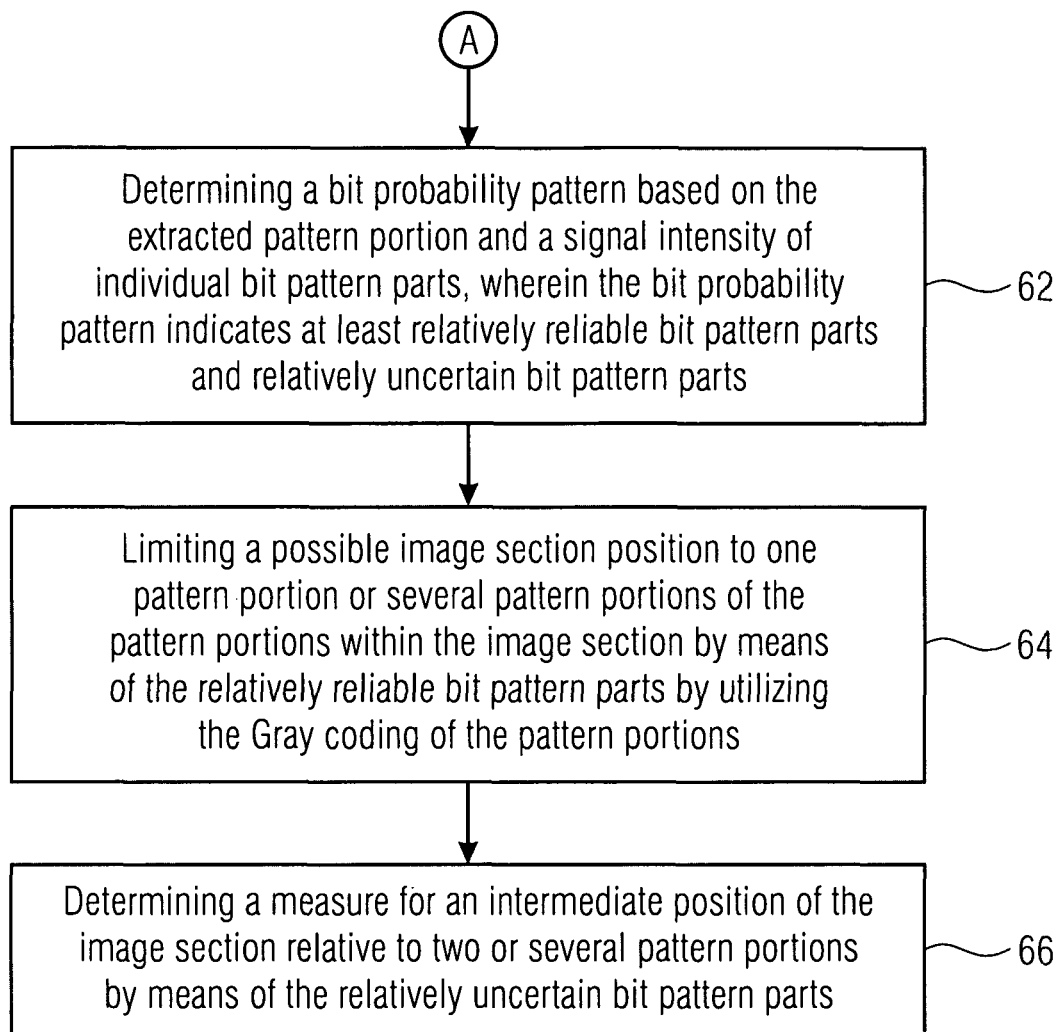 A
Determining a bit probability pattern based on the
extracted pattern portion and a signal intensity of
individual bit pattern parts, wherein the bit probability
pattern indicates at least relatively reliable bit pattern parts
and relatively uncertain bit pattern parts
62
Limiting a possible image section position to one
pattern portion or several pattern portions of the
pattern portions within the image section by means
of the relatively reliable bit pattern parts by utilizing
the Gray coding of the pattern portions
64
Determining a measure for an intermediate position of the
image section relative to two or several pattern portions
by means of the relatively uncertain bit pattern parts
66